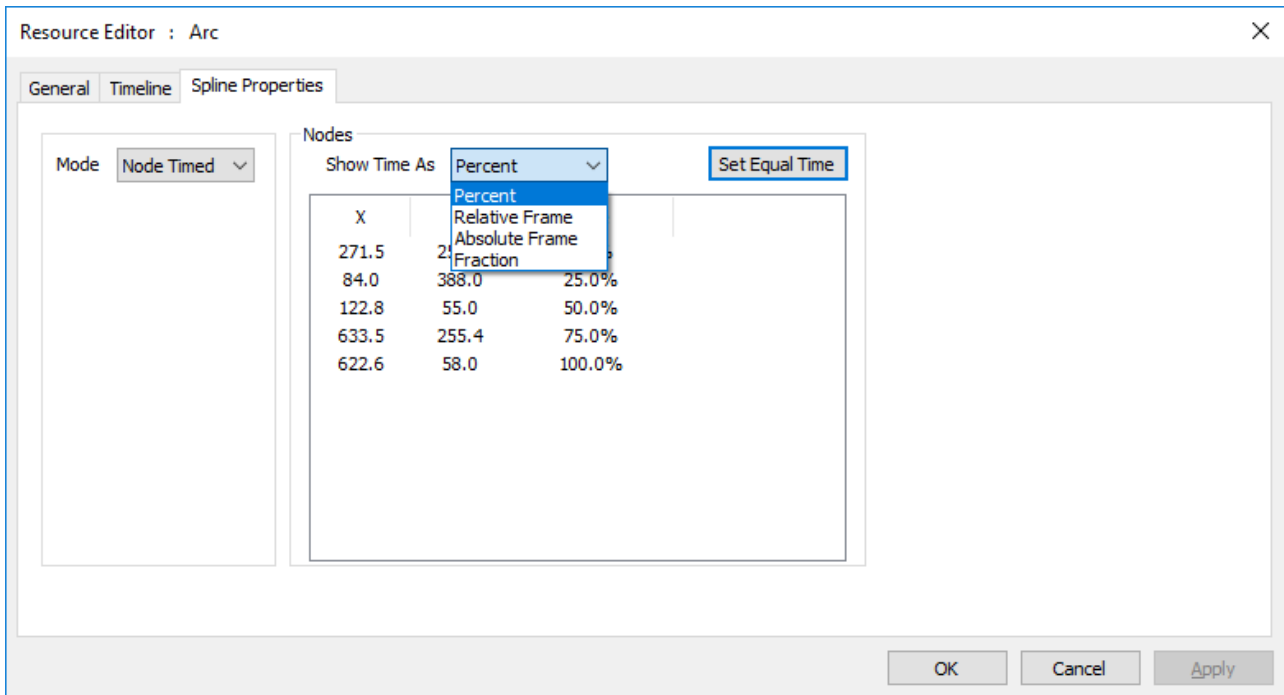 Resource Editor : Arc
General Timeline Spline Properties
Nodes
Mode Node Timed Show Time As Percent Set Equal Time
Percent
X Relative Frame
Absolute Frame
271.5
Fraction
84.0 388.0 25.0%
122.8 55.0 50.0%
633.5 255.4 75.0%
622.6 58.0 100.0%
OK Cancel Apply